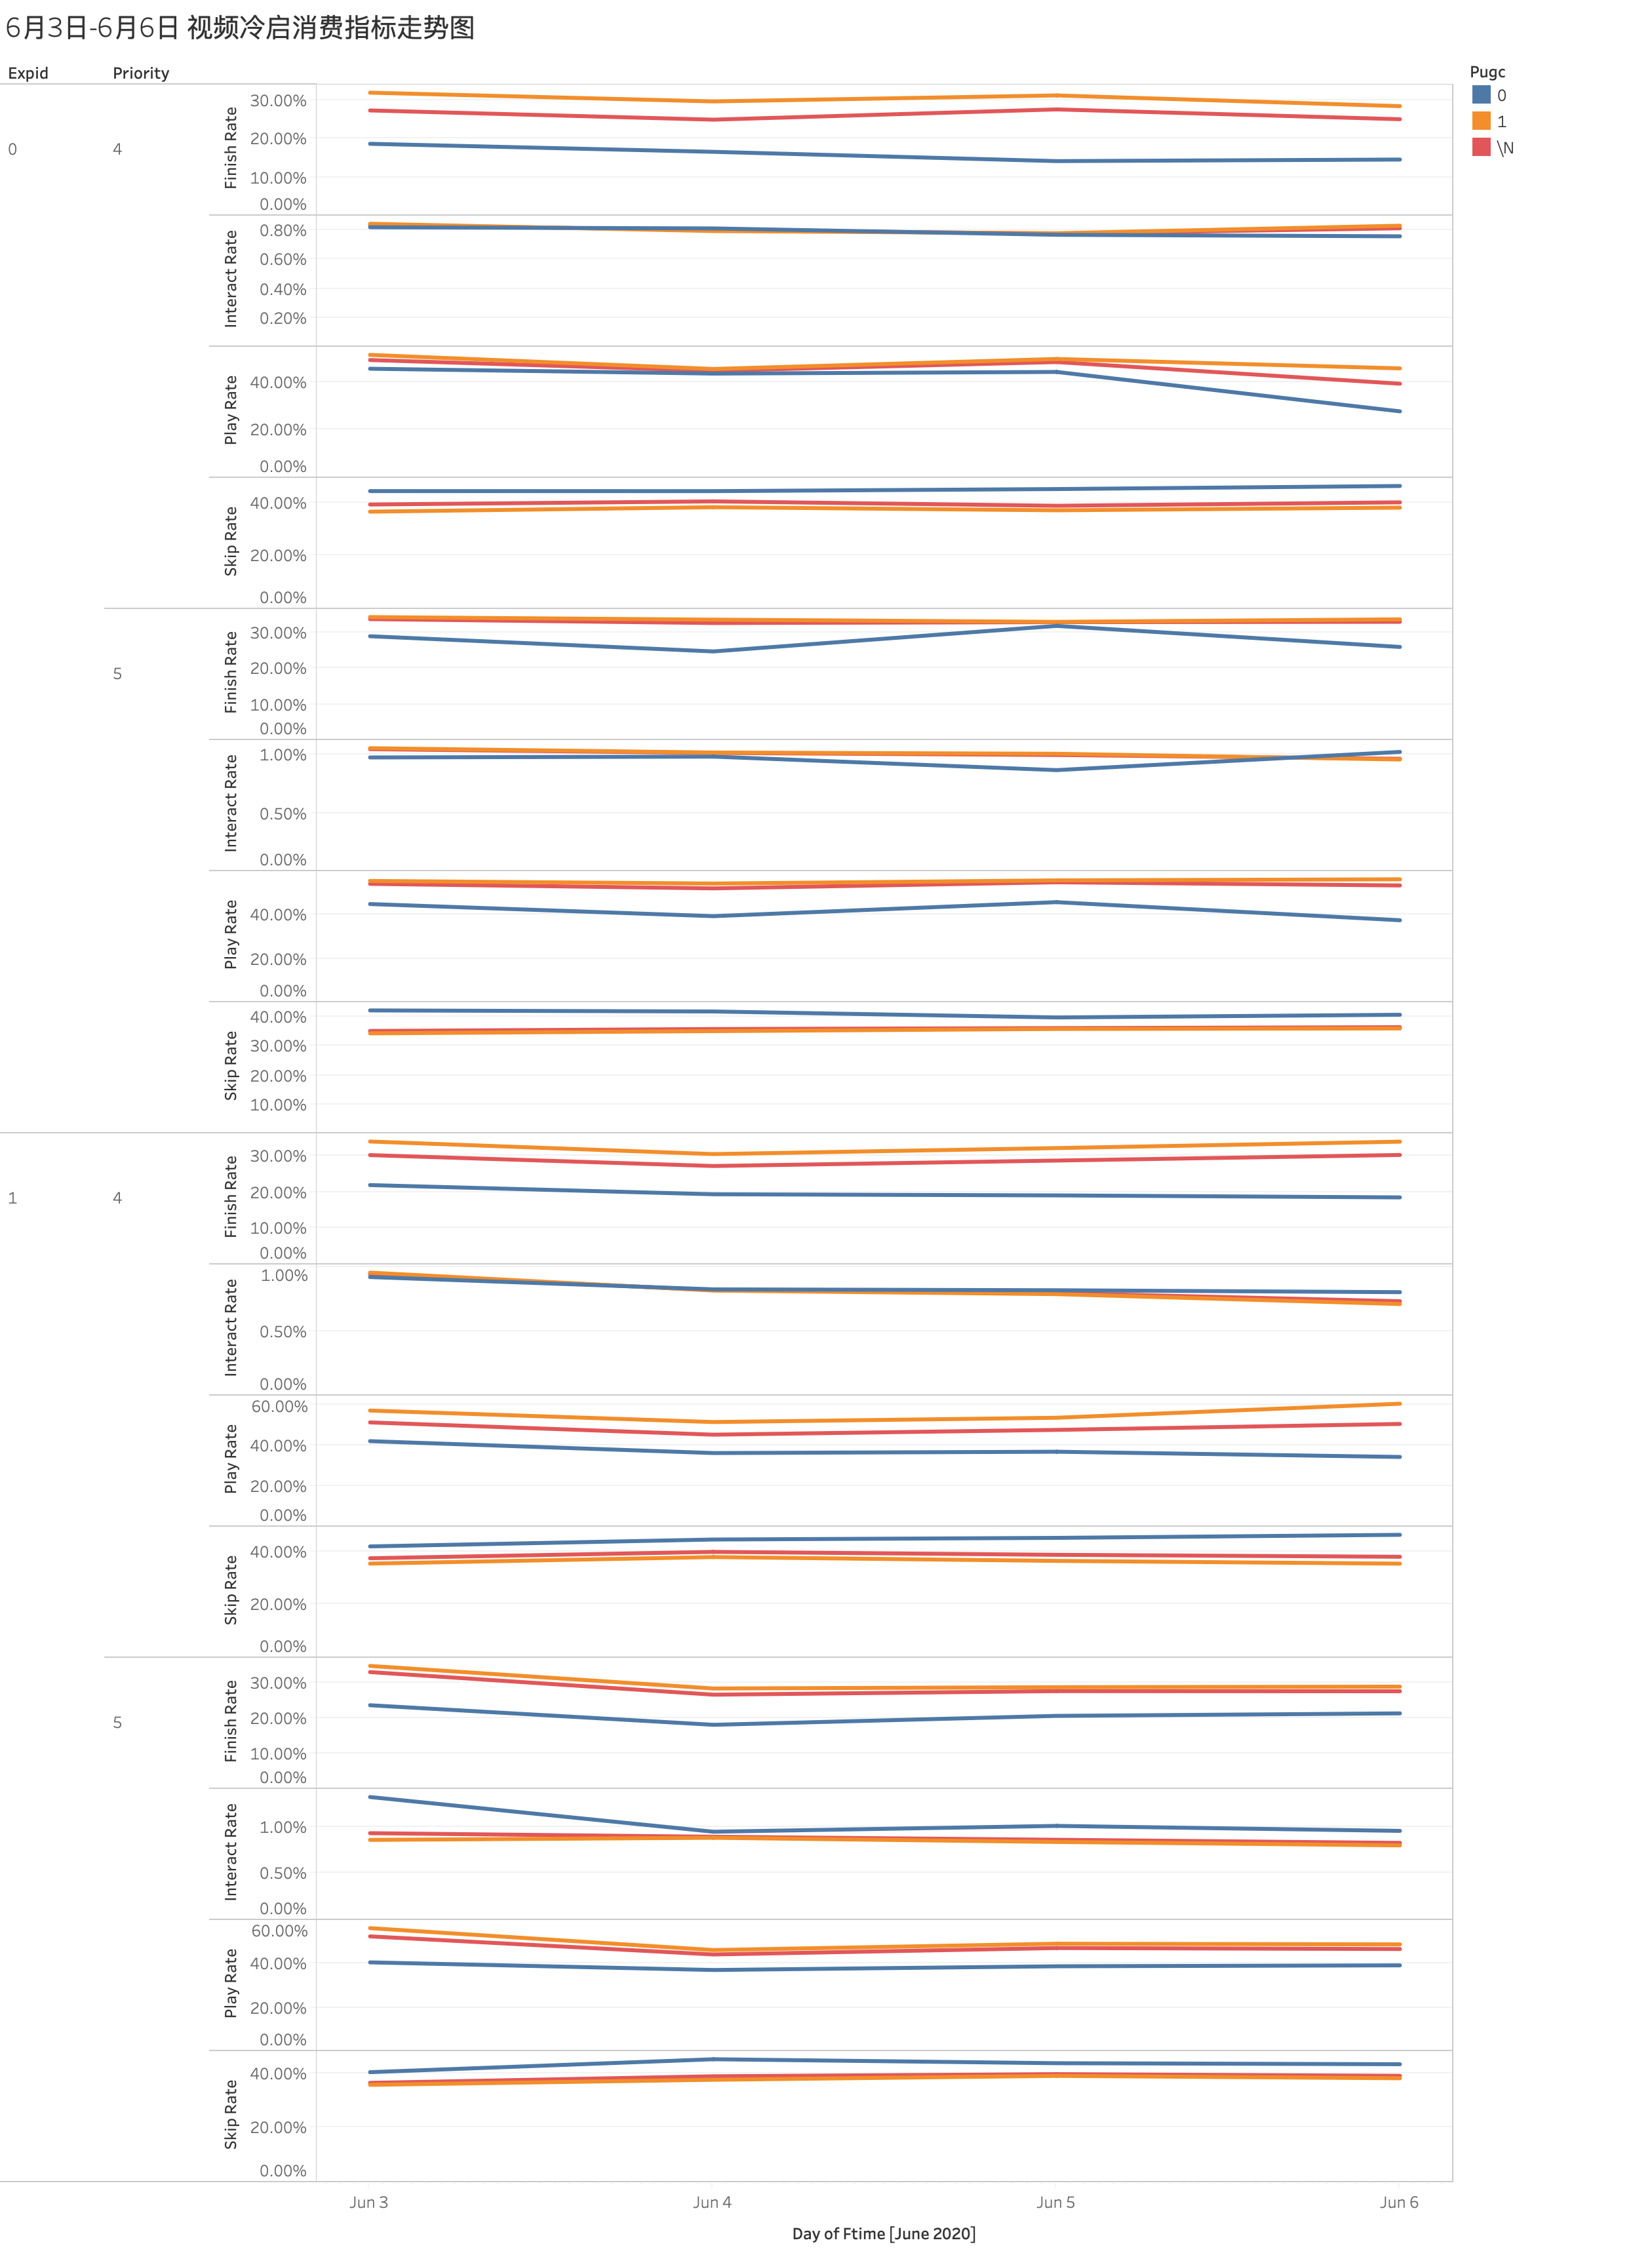 6月3日-6月6日 视频冷启消费指标走势图
Expid Priority
Pugc
0
1
\N
0 4
Finish Rate
30.00%
20.00%
10.00%
0.00%
Interact Rate
0.80%
0.60%
0.40%
0.20%
Play Rate
40.00%
20.00%
0.00%
Skip Rate
40.00%
20.00%
0.00%
5
Finish Rate
30.00%
20.00%
10.00%
0.00%
Interact Rate
1.00%
0.50%
0.00%
Play Rate
40.00%
20.00%
0.00%
Skip Rate
40.00%
30.00%
20.00%
10.00%
1 4
Finish Rate
30.00%
20.00%
10.00%
0.00%
Interact Rate
1.00%
0.50%
0.00%
Play Rate
60.00%
40.00%
20.00%
0.00%
Skip Rate
40.00%
20.00%
0.00%
5
Finish Rate
30.00%
20.00%
10.00%
0.00%
Interact Rate
1.00%
0.50%
0.00%
Play Rate
60.00%
40.00%
20.00%
0.00%
Skip Rate
40.00%
20.00%
0.00%
Jun 3 Jun 4 Jun 5 Jun 6
Day of Ftime [June 2020]